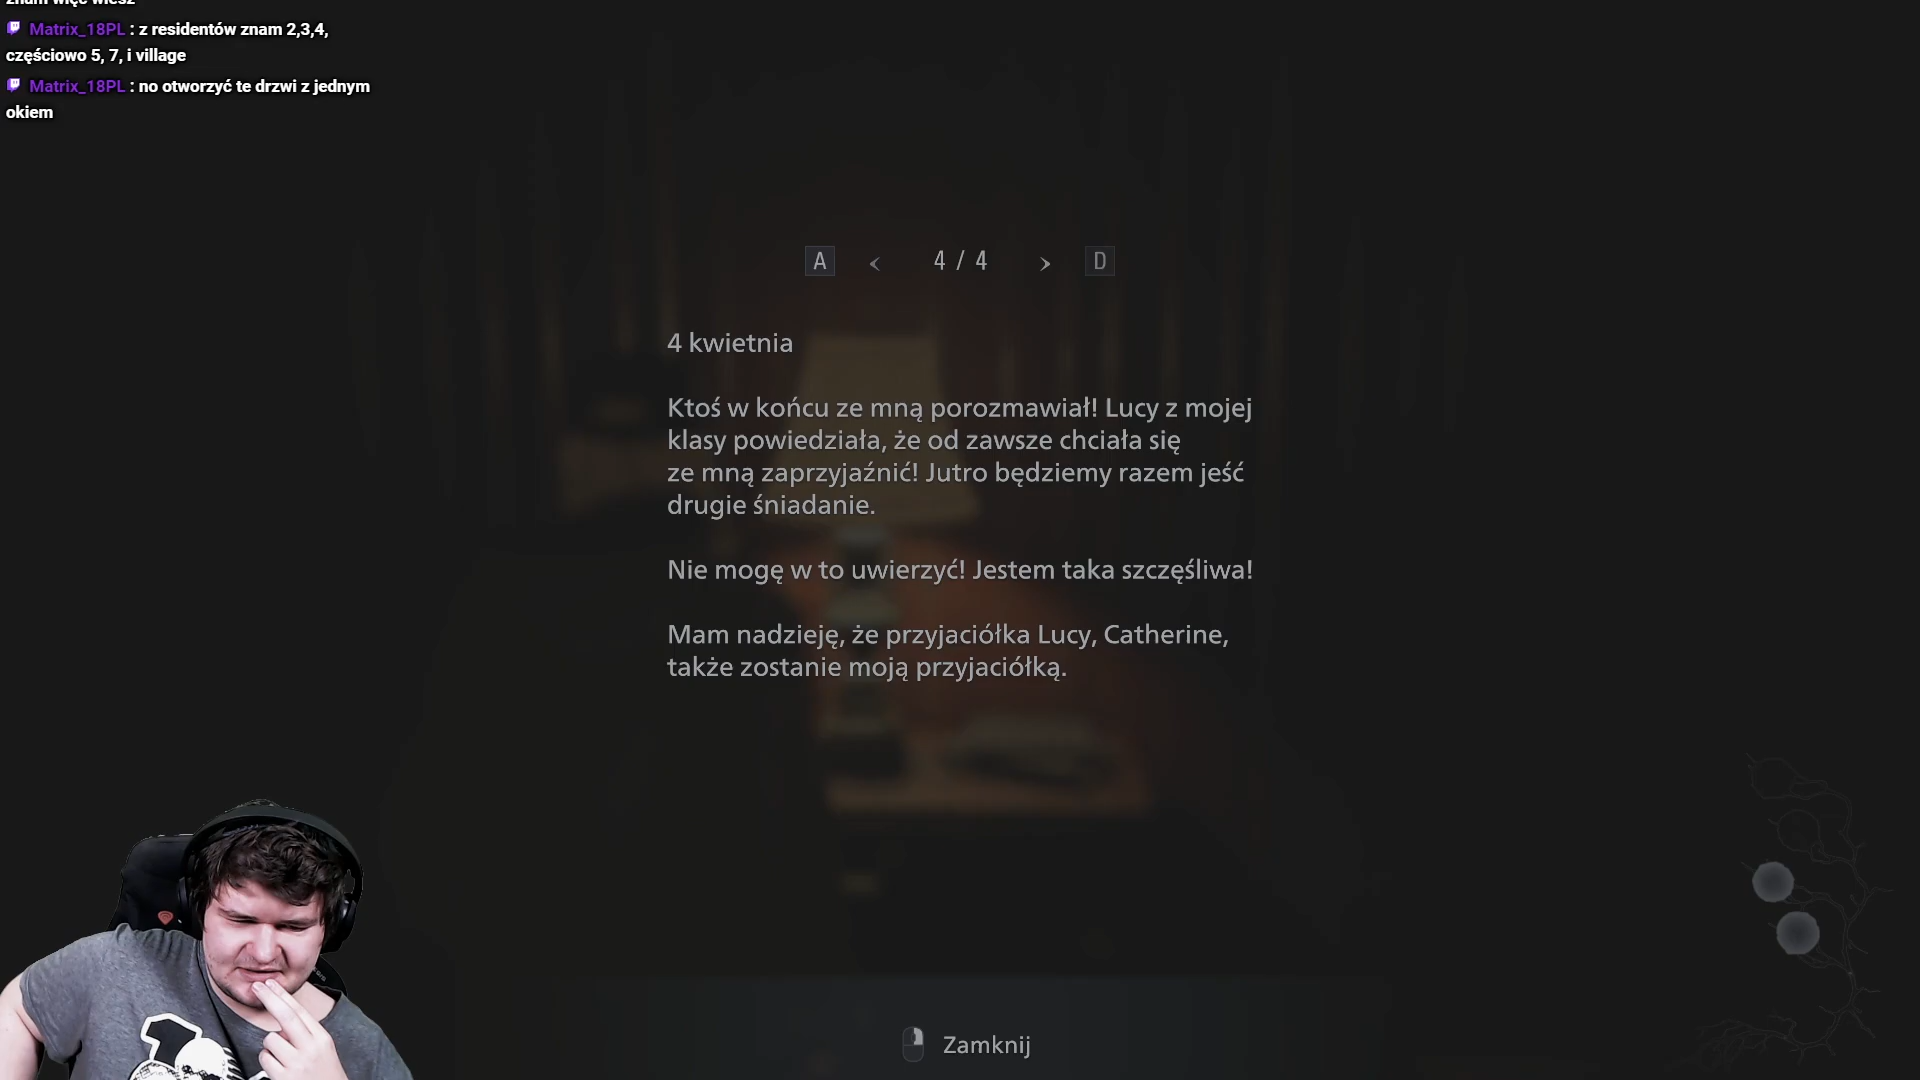 znam więc wiesz
Matrix_18PL : z residentów znam 2,3,4,
częściowo 5, 7, i village
Matrix_18PL : no otworzyć te drzwi z jednym
okiem
A < 4 / 4 > D
4 kwietnia
Ktoś w końcu ze mną porozmawiał! Lucy z mojej
klasy powiedziała, że od zawsze chciała się
ze mną zaprzyjaźnić! Jutro będziemy razem jeść
drugie śniadanie.
Nie mogę w to uwierzyć! Jestem taka szczęśliwa!
Mam nadzieję, że przyjaciółka Lucy, Catherine,
także zostanie moją przyjaciółką.
Zamknij